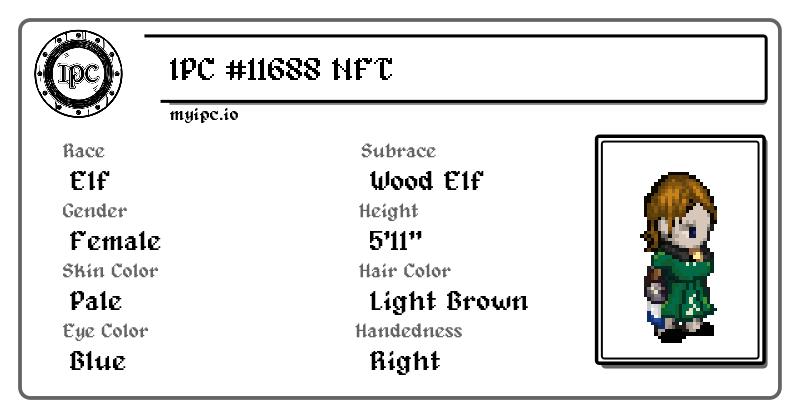 IPC
IPC #11688 NFT
myipc.io
Race
Elf
Subrace
Wood Elf
Gender
Female
Height
5'11"
Skin Color
Pale
Hair Color
Light Brown
Eye Color
Blue
Handedness
Right